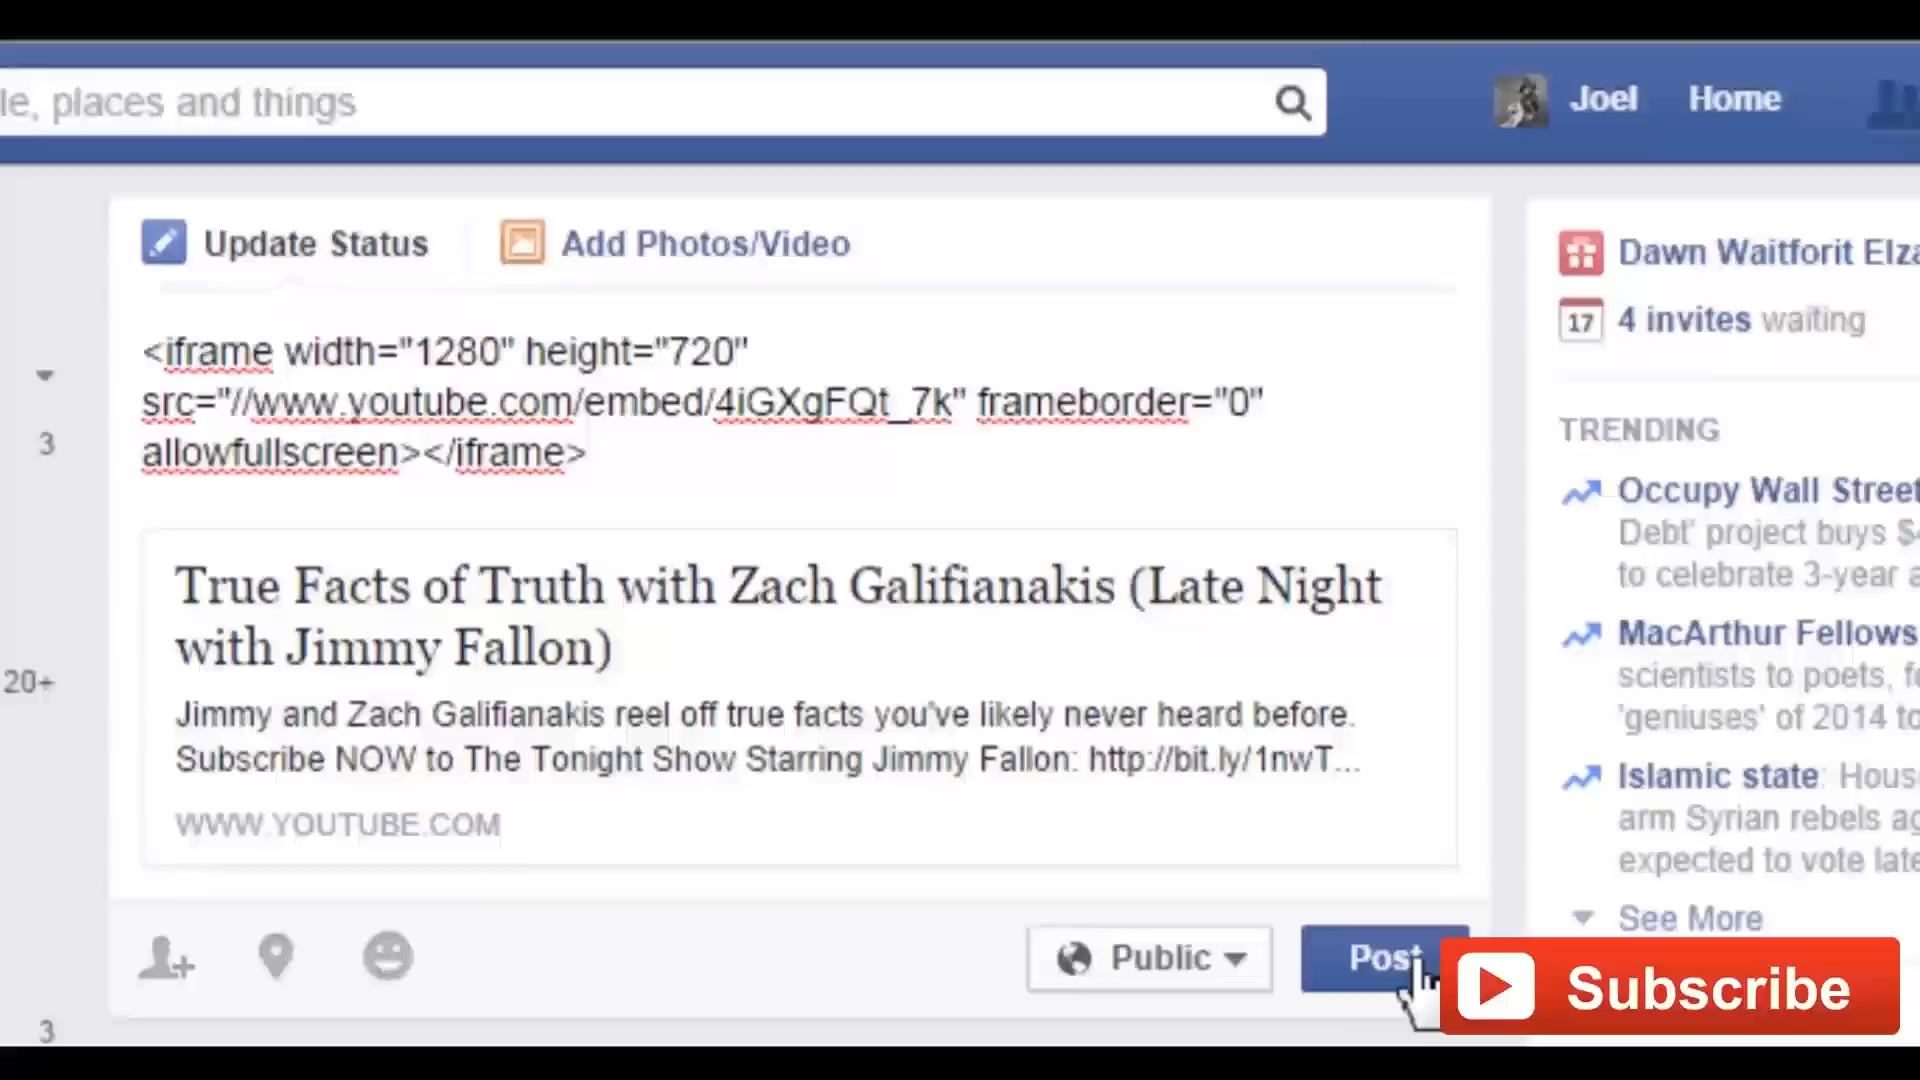 le, places and things
Joel
Home
Update Status
Add Photos/Video
<iframe width="1280" height="720"
src="//www.youtube.com/embed/4iGXgFQt_7k" frameborder="0"
allowfullscreen></iframe>
3
20+
3
True Facts of Truth with Zach Galifianakis (Late Night
with Jimmy Fallon)
Jimmy and Zach Galifianakis reel off true facts you've likely never heard before.
Subscribe NOW to The Tonight Show Starring Jimmy Fallon: http://bit.ly/1nwT...
WWW.YOUTUBE.COM
Public
Post
Dawn Waitforit Elza
17
4 invites waiting
TRENDING
Occupy Wall Street
Debt' project buys $4
to celebrate 3-year a
MacArthur Fellows
scientists to poets, fe
'geniuses' of 2014 to
Islamic state: Hous
arm Syrian rebels ag
expected to vote late
See More
Subscribe